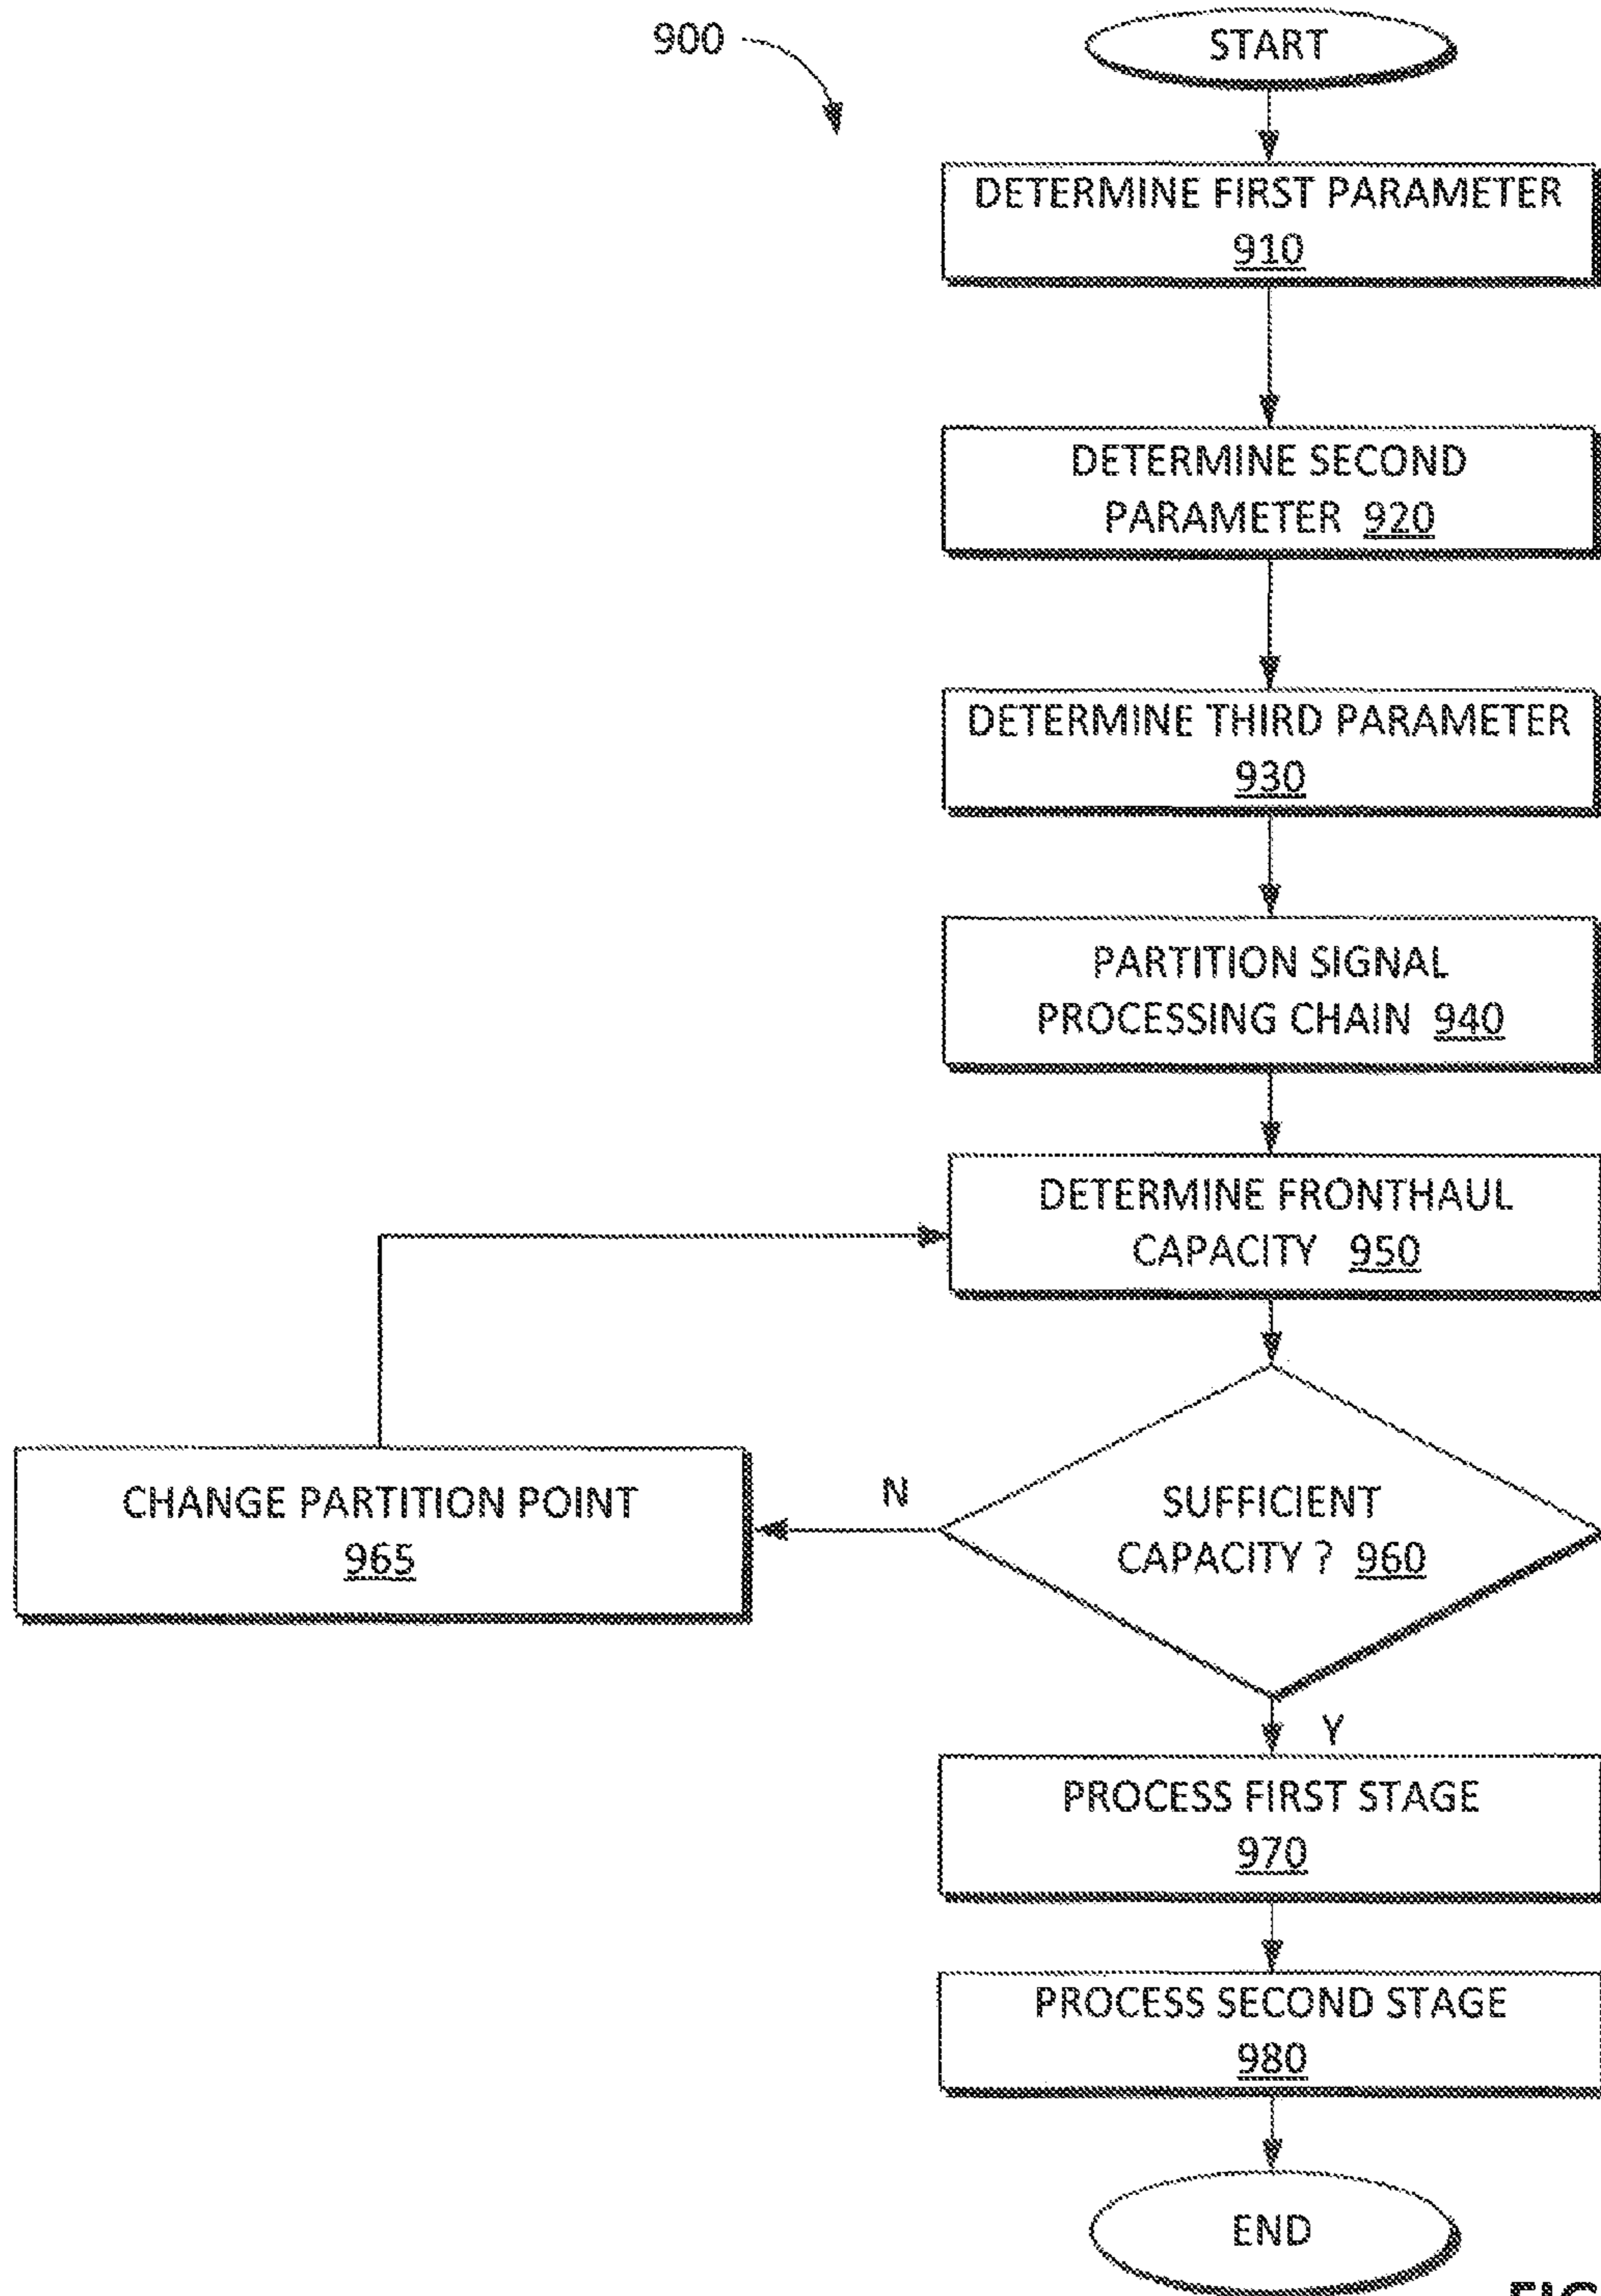 900
START
DETERMINE FIRST PARAMETER
910
DETERMINE SECOND
PARAMETER 920
DETERMINE THIRD PARAMETER
930
PARTITION SIGNAL
PROCESSING CHAIN 940
DETERMINE FRONTHAUL
CAPACITY 950
SUFFICIENT
CAPACITY ? 960
N
CHANGE PARTITION POINT
965
Y
PROCESS FIRST STAGE
970
PROCESS SECOND STAGE
980
END